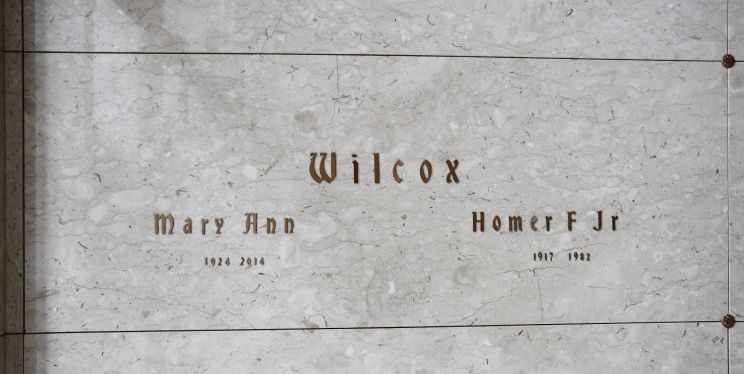 Wilcox
Mary Ann Homer F Jr
1924 2014 1917 1982